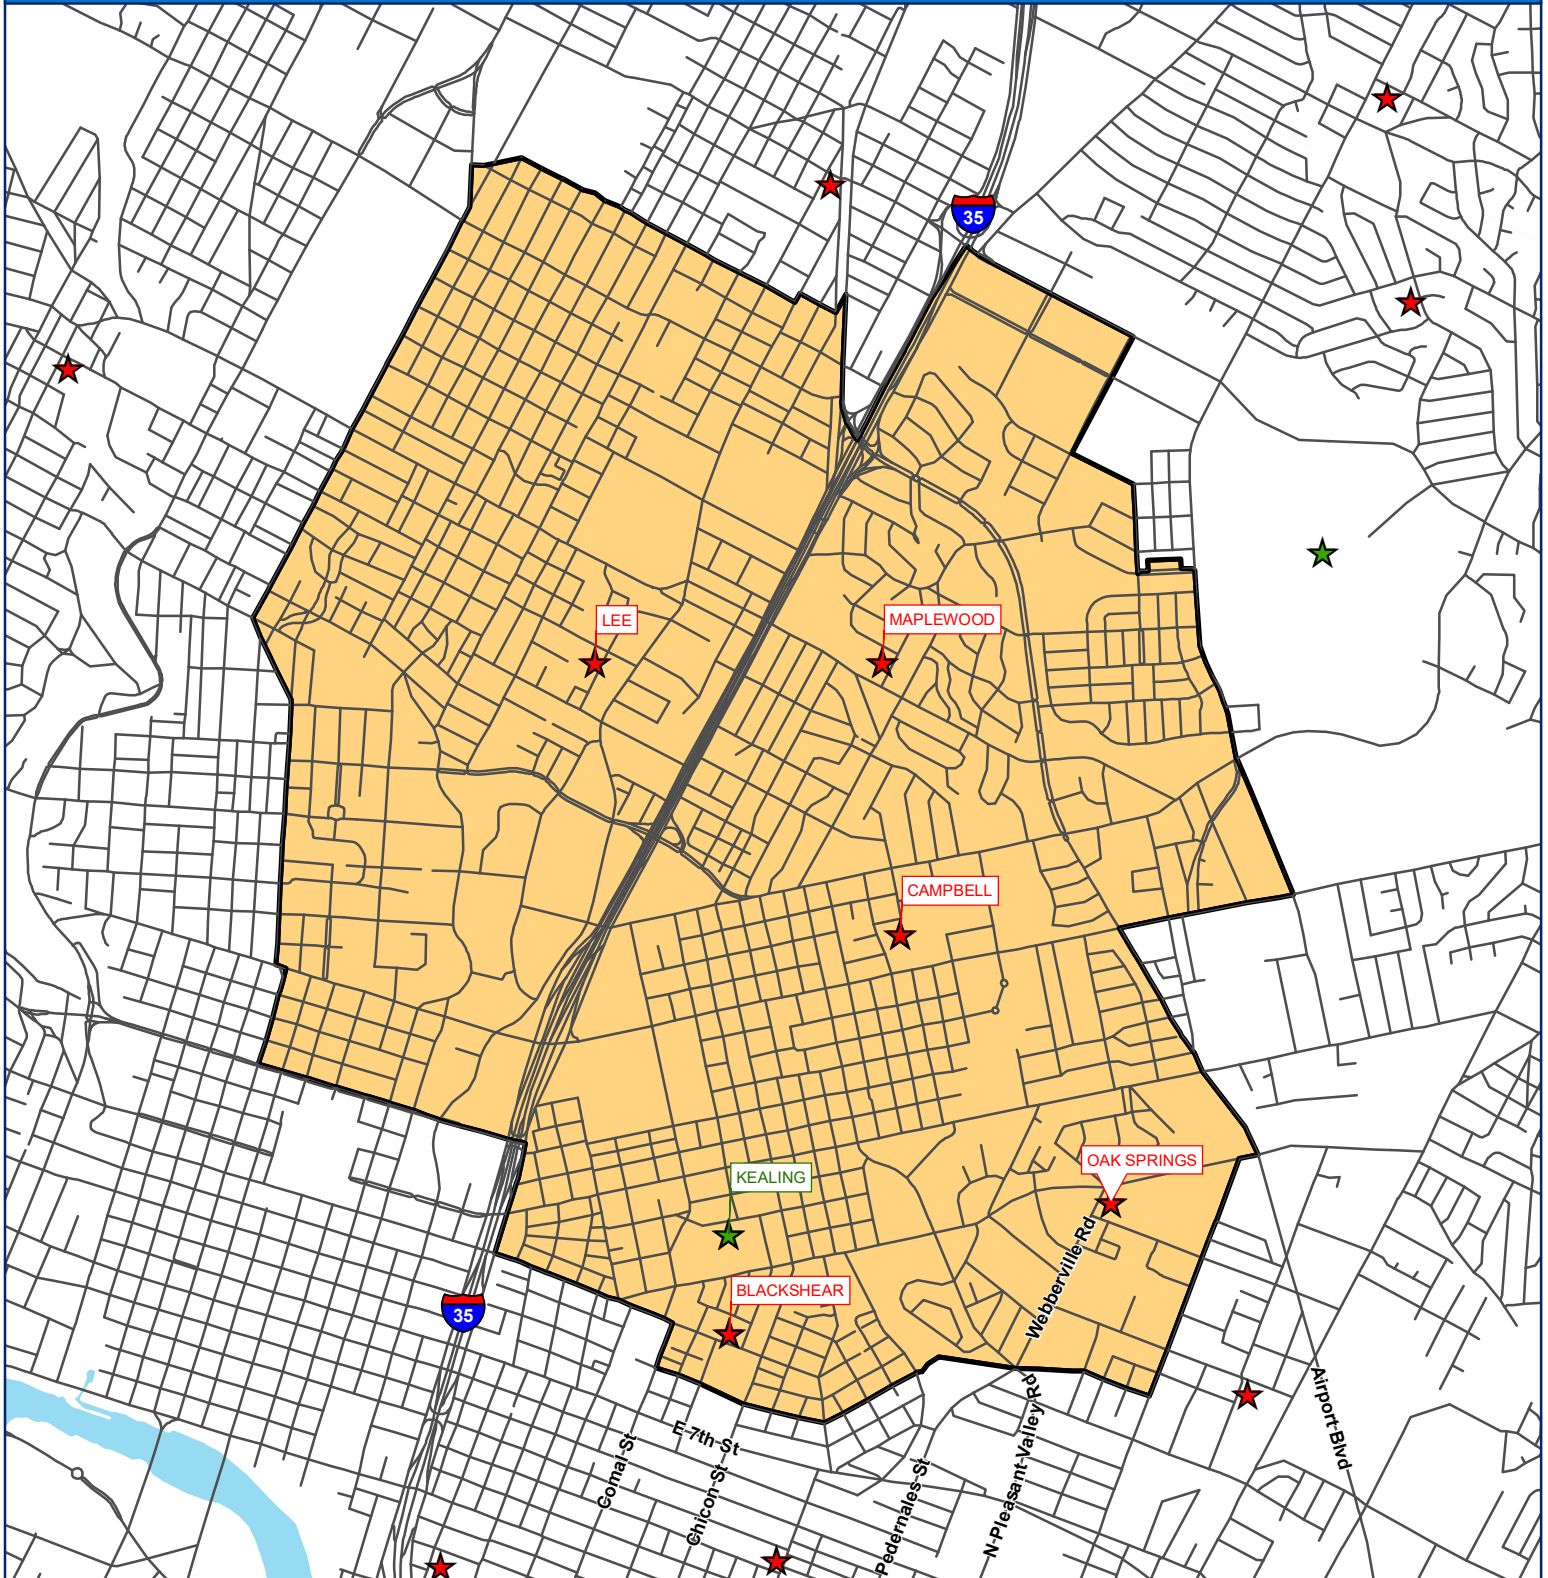 35
LEE
MAPLEWOOD
CAMPBELL
OAK SPRINGS
KEALING
Webberville Rd
BLACKSHEAR
35
Airport Blvd
N Pleasant Valley Rd
E 7th St
Comal St
Chicon St
Pedernales St